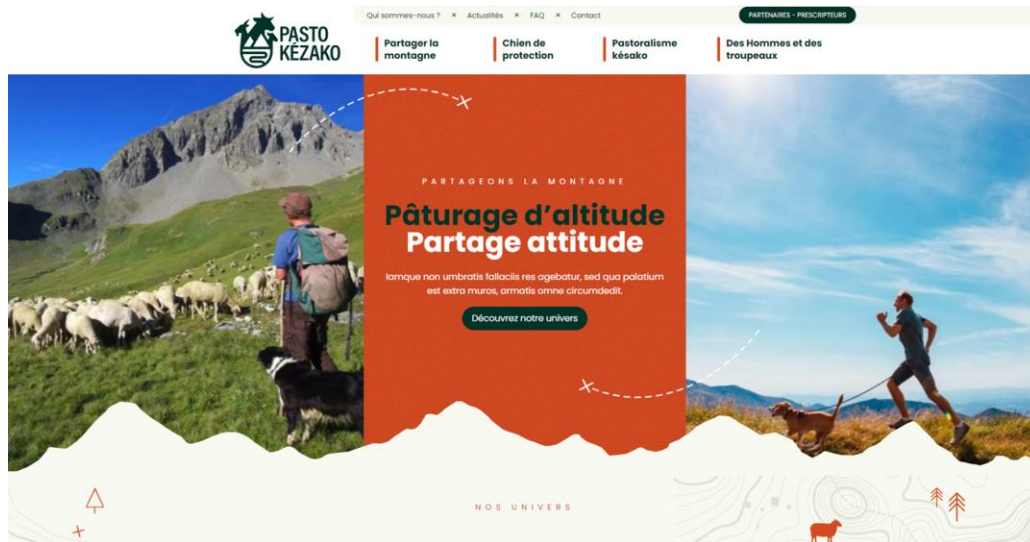 PASTO
KÉZAKO
Qui sommes-nous ? × Actualités × FAQ × Contact
PARTENAIRES - PRESCRIPTEURS
Partager la
montagne
Chien de
protection
Pastoralisme
késako
Des Hommes et des
troupeaux
PARTAGEONS LA MONTAGNE
Pâturage d'altitude
Partage attitude
Iamque non umbratis fallaciis res agebatur, sed qua palatium
est extra muros, armatis omne circumdedit.
Découvrez notre univers
NOS UNIVERS